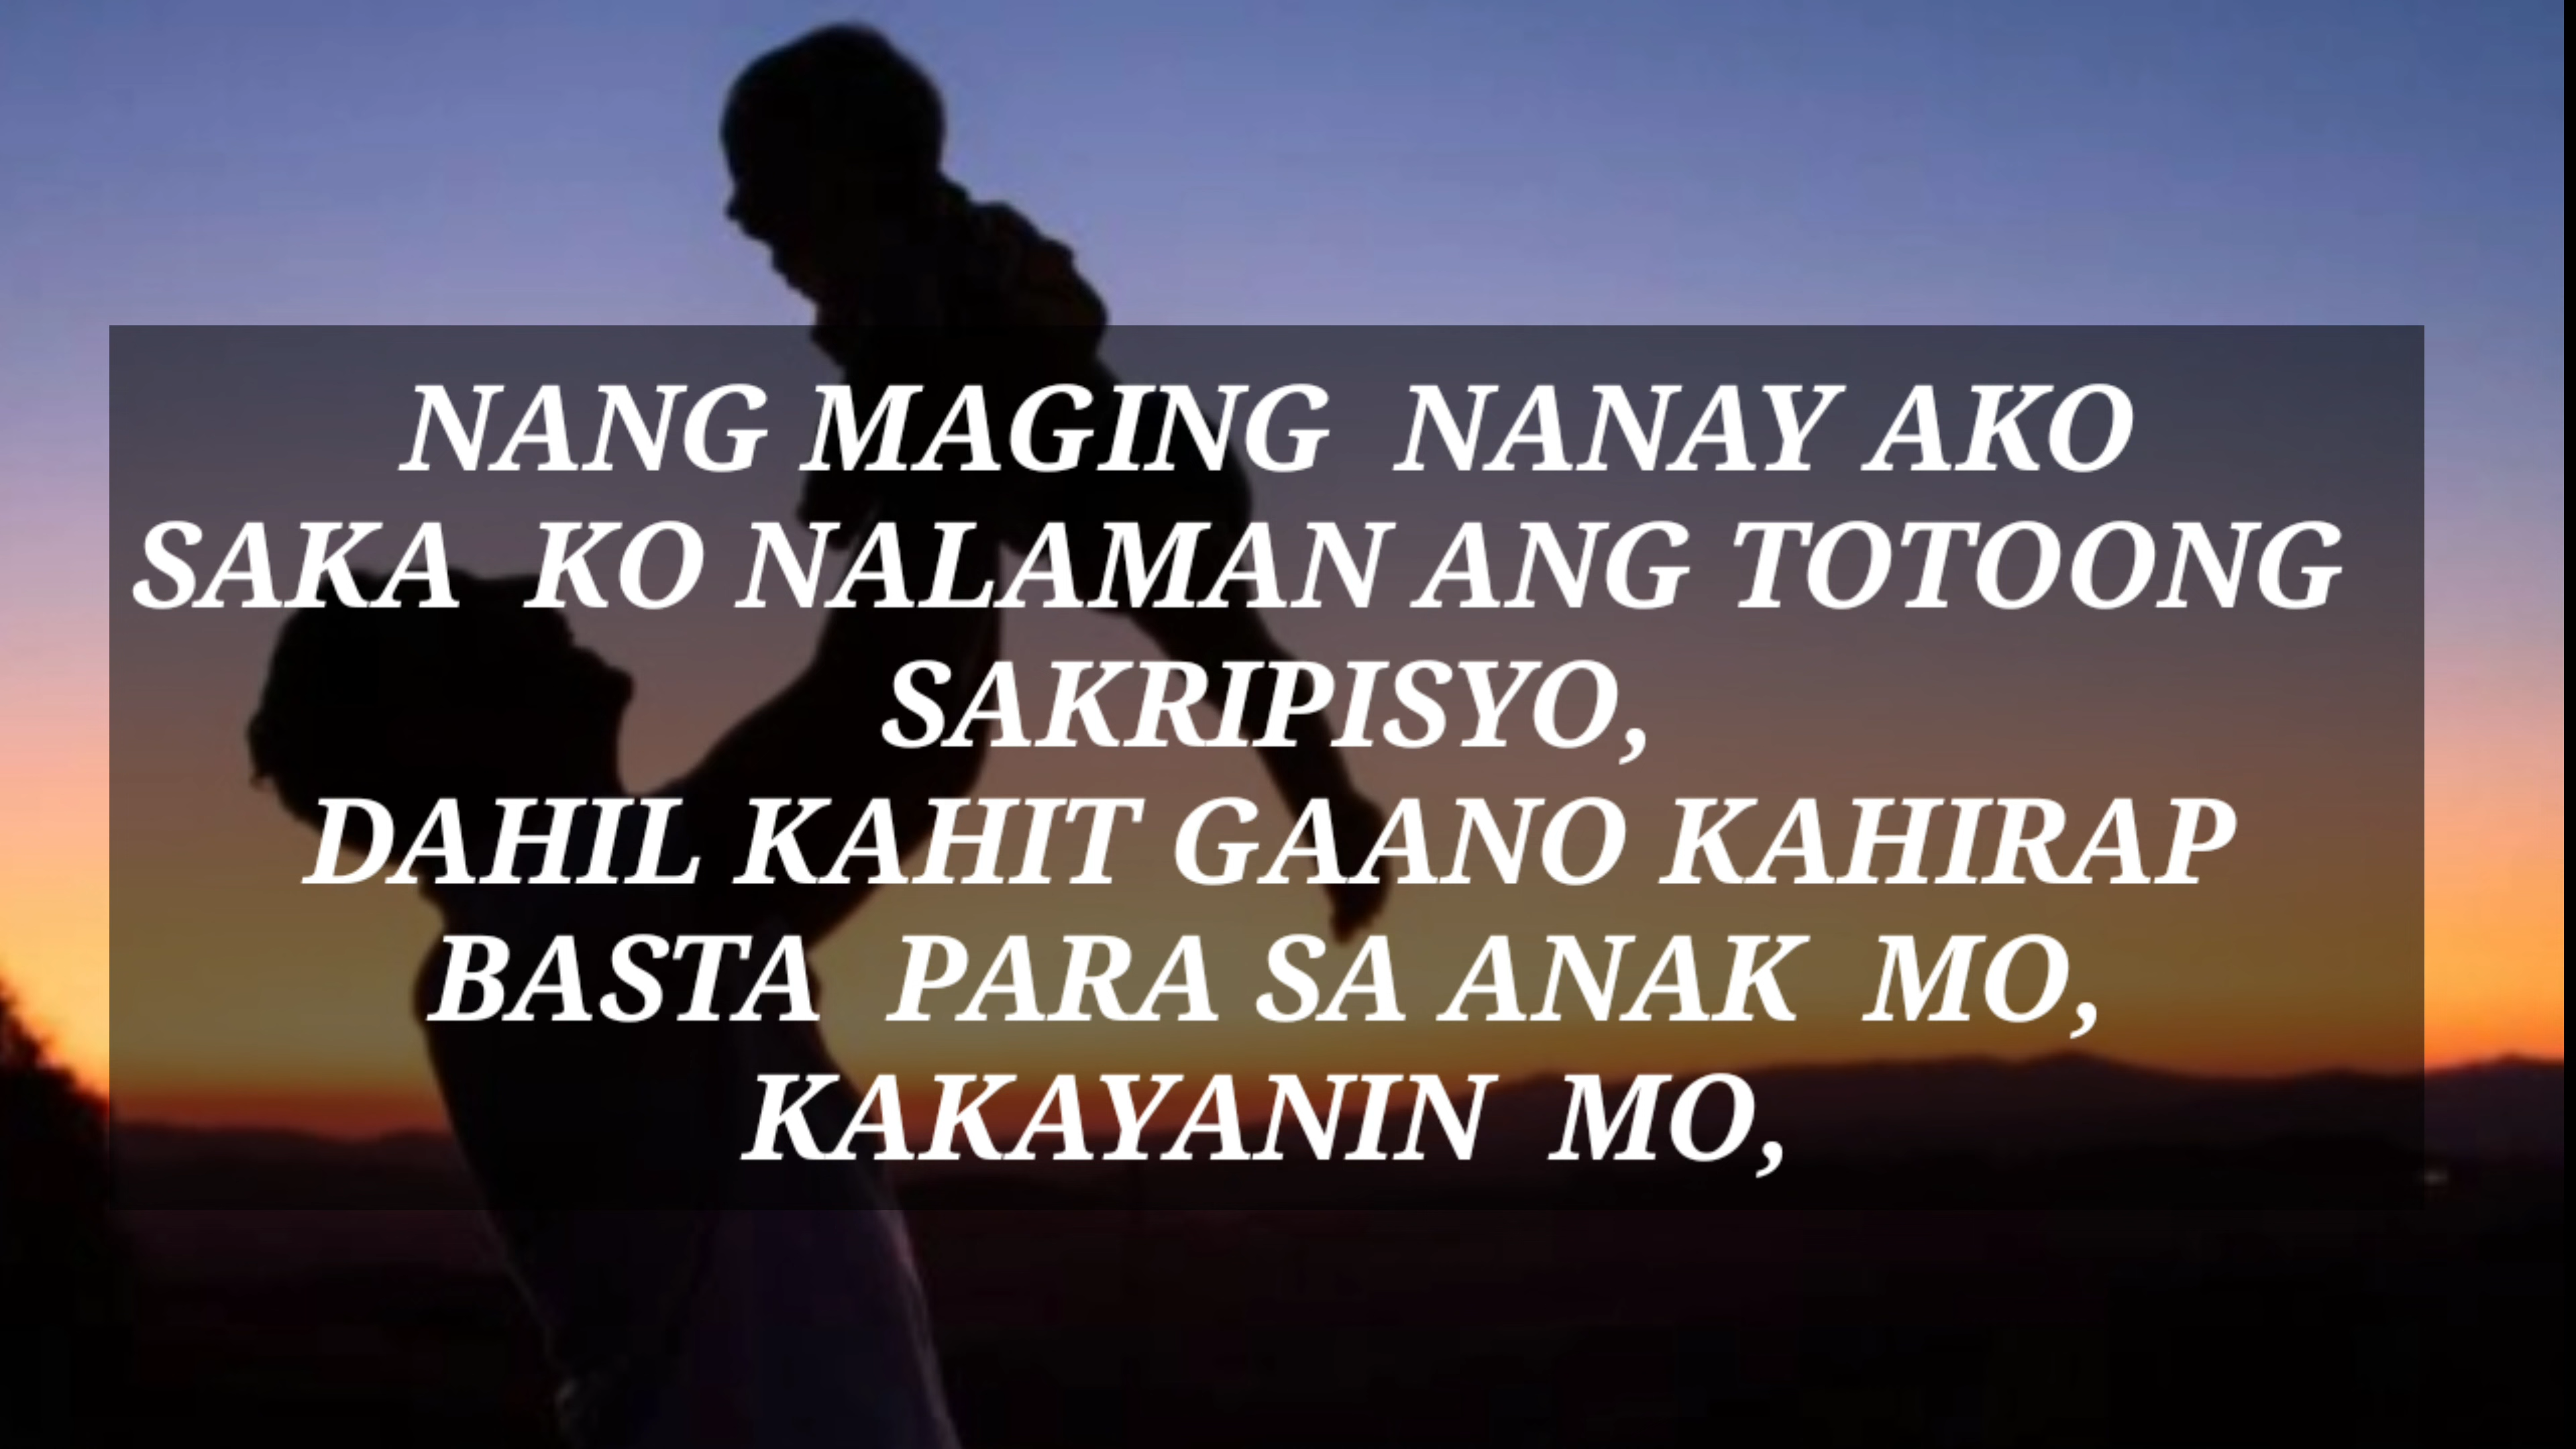 NANG MAGING NANAY AKO
SAKA KO NALAMAN ANG TOTOONG
SAKRIPISYO,
DAHIL KAHIT GAANO KAHIRAP
BASTA PARA SA ANAK MO,
KAKAYANIN MO,